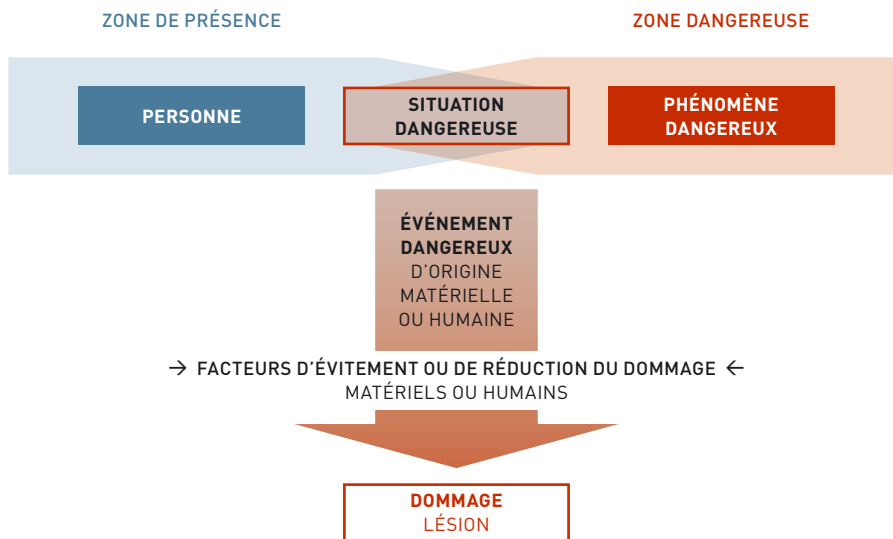 ZONE DE PRÉSENCE
ZONE DANGEREUSE
PERSONNE
SITUATION
DANGEREUSE
PHÉNOMÈNE
DANGEREUX
ÉVÉNEMENT
DANGEREUX
D'ORIGINE
MATÉRIELLE
OU HUMAINE
→ FACTEURS D'ÉVITEMENT OU DE RÉDUCTION DU DOMMAGE ←
MATÉRIELS OU HUMAINS
DOMMAGE
LÉSION